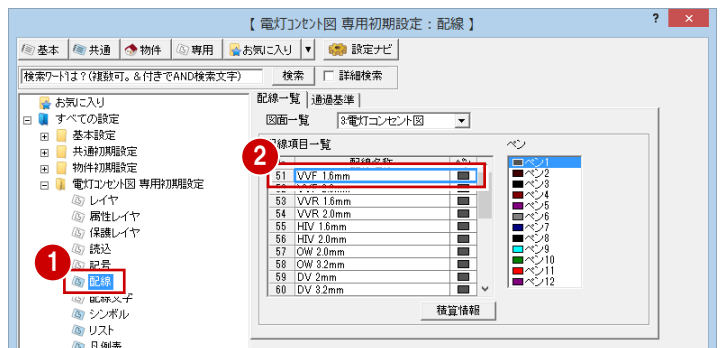 【 電灯ｺﾝｾﾝﾄ図 専用初期設定：配線 】
? ×
基本 共通 物件 専用 お気に入り ▼ 設定ナビ
検索ﾜｰﾄﾞは？(複数可。＆付きでAND検索文字) 検索 詳細検索
お気に入り
すべての設定
基本設定
共通初期設定
物件初期設定
電灯ｺﾝｾﾝﾄ図 専用初期設定
レイヤ
属性レイヤ
保護レイヤ
読込
記号
1
配線
配線文字
シンボル
リスト
凡例表
配線一覧 通過基準
図面一覧 3:電灯コンセント図
2
配線項目一覧
配線名称
51 VVF 1.6mm
52 VVF 2.0mm
53 VVR 1.6mm
54 VVR 2.0mm
55 HIV 1.6mm
56 HIV 2.0mm
57 OW 2.0mm
58 OW 3.2mm
59 DV 2mm
60 DV 3.2mm
ペン
ペン1
ペン2
ペン3
ペン4
ペン5
ペン6
ペン7
ペン8
ペン9
ペン10
ペン11
ペン12
積算情報